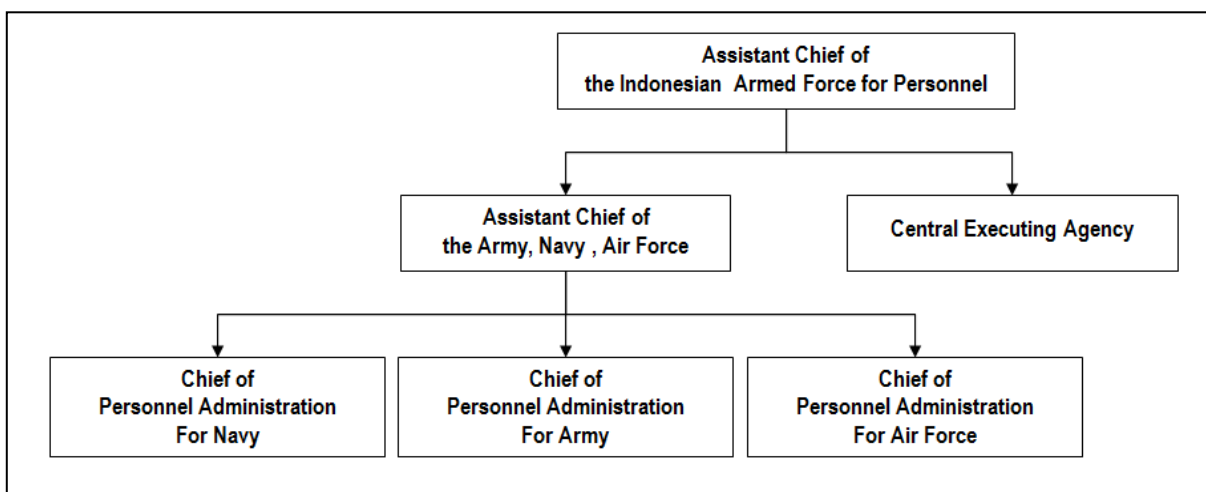 Assistant Chief of
the Indonesian Armed Force for Personnel
Assistant Chief of
the Army, Navy , Air Force
Central Executing Agency
Chief of
Personnel Administration
For Navy
Chief of
Personnel Administration
For Army
Chief of
Personnel Administration
For Air Force